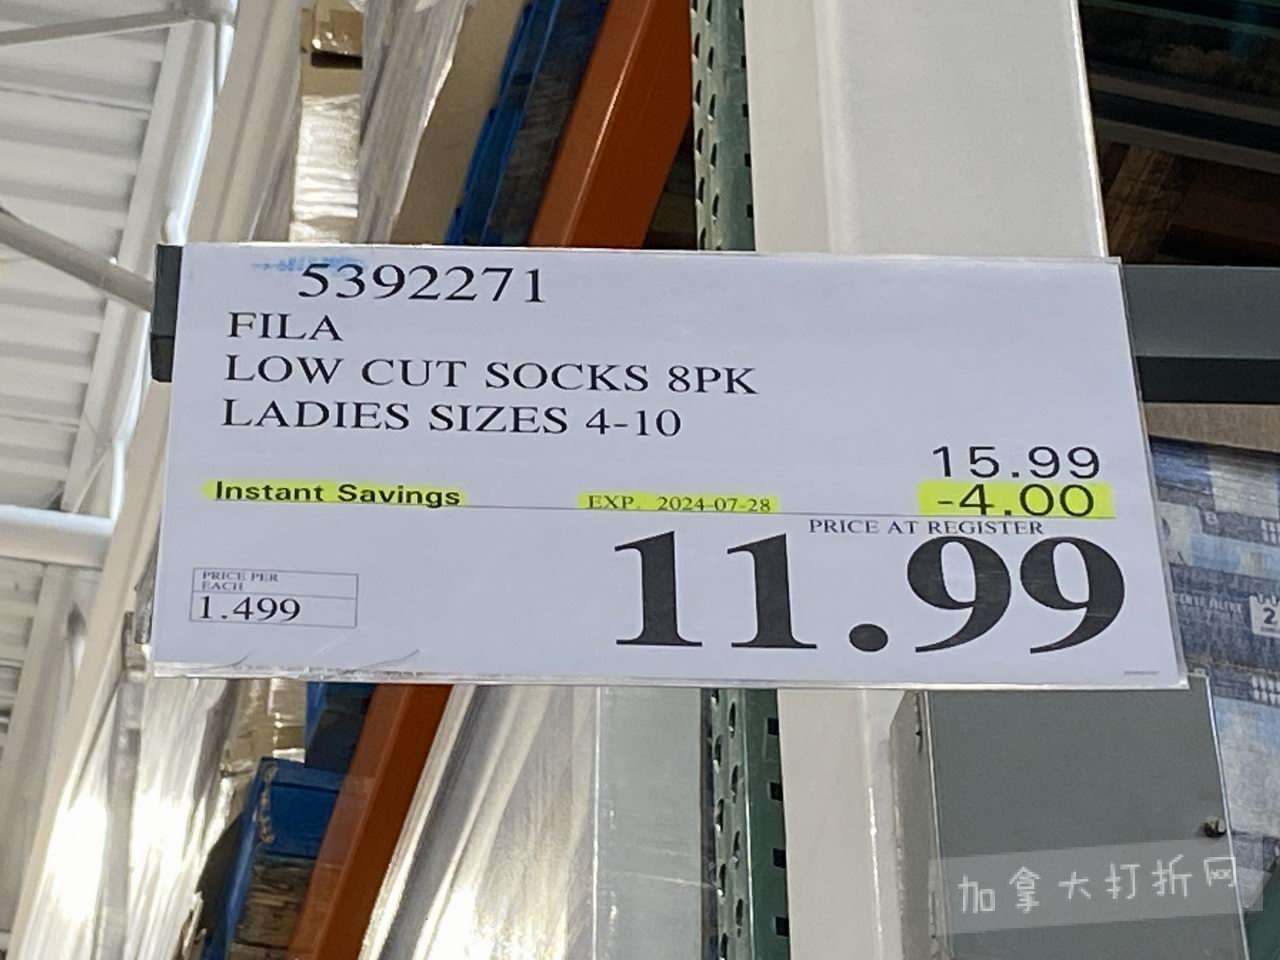 5392271
FILA
LOW CUT SOCKS 8PK
LADIES SIZES 4-10
15.99
Instant Savings EXP. 2024-07-28 -4.00
PRICE AT REGISTER
11.99
PRICE PER
EACH
1.499
加拿大打折网